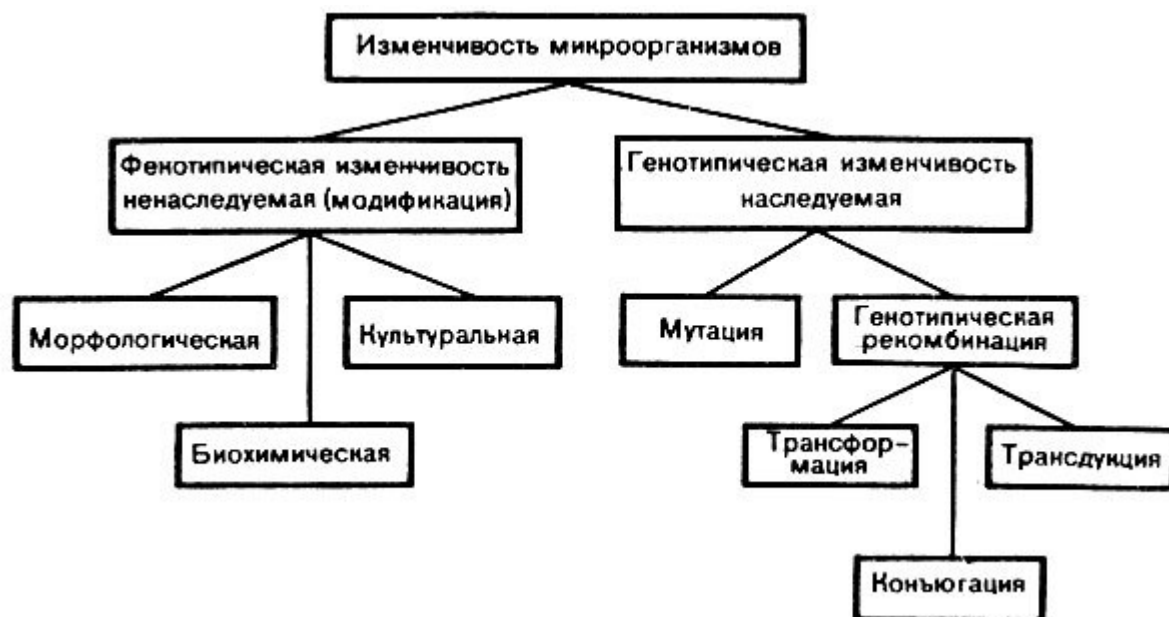 Изменчивость микроорганизмов
Фенотипическая изменчивость
ненаследуемая (модификация)
Генотипическая изменчивость
наследуемая
Морфологическая
Культуральная
Мутация
Генотипическая
рекомбинация
Биохимическая
Трансфор-
мация
Трансдукция
Конъюгация